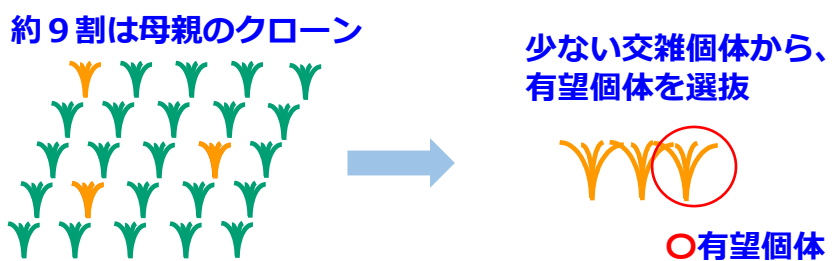 約９割は母親のクローン
少ない交雑個体から、
有望個体を選抜
〇有望個体